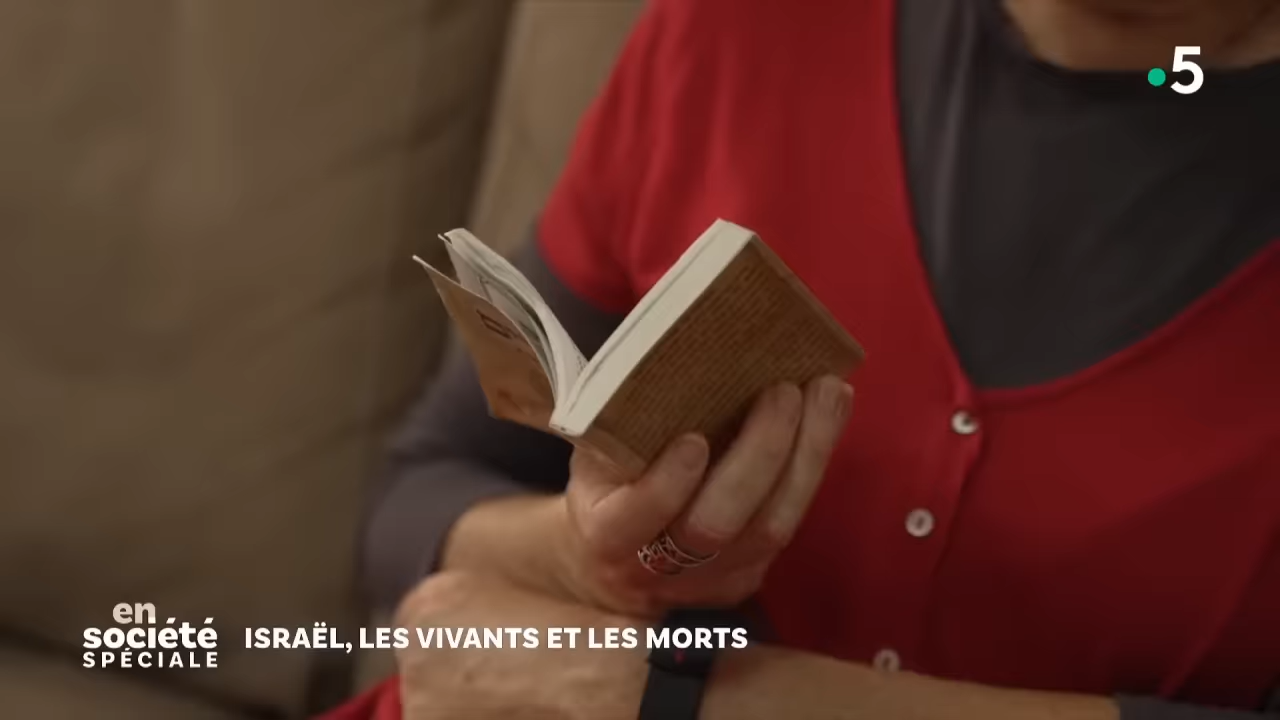 5
en
société
SPÉCIALE
ISRAËL, LES VIVANTS ET LES MORTS